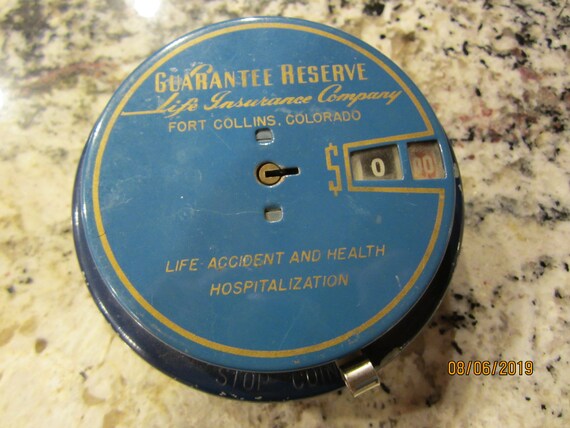 GUARANTEE RESERVE
Life Insurance Company
FORT COLLINS, COLORADO
$ 0 00
LIFE ACCIDENT AND HEALTH
HOSPITALIZATION
STOP COIN
08/06/2019